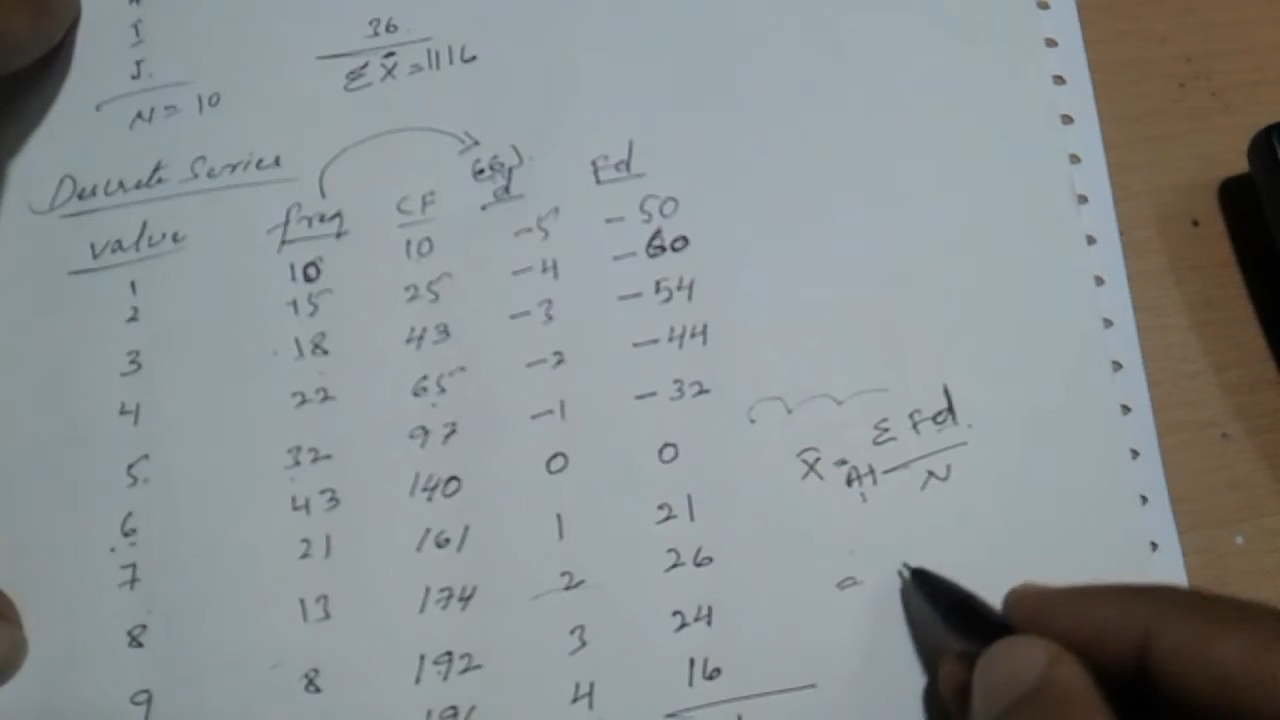 I
J.
N = 10
36
Σ X̄ = 1116
Discrete Series
value freq CF d Fd
1 10 10 -5 -50
2 15 25 -4 -60
3 18 43 -3 -54
4 22 65 -2 -44
5. 32 97 -1 -32
6 43 140 0 0
7 21 161 1 21
8 13 174 2 26
9 8 192 3 24
4 16
X̄ = A+ Σ Fd.
N
=